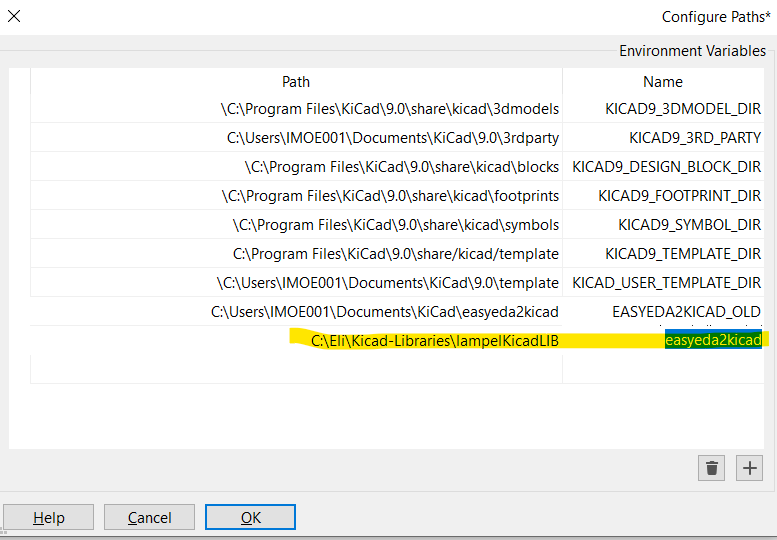 Configure Paths*
Environment Variables
Path Name
\C:\Program Files\KiCad\9.0\share\kicad\3dmodels KICAD9_3DMODEL_DIR
C:\Users\IMOE001\Documents\KiCad\9.0\3rdparty KICAD9_3RD_PARTY
\C:\Program Files\KiCad\9.0\share\kicad\blocks KICAD9_DESIGN_BLOCK_DIR
\C:\Program Files\KiCad\9.0\share\kicad\footprints KICAD9_FOOTPRINT_DIR
\C:\Program Files\KiCad\9.0\share\kicad\symbols KICAD9_SYMBOL_DIR
C:\Program Files\KiCad\9.0\share/kicad/template KICAD9_TEMPLATE_DIR
\C:\Users\IMOE001\Documents\KiCad\9.0\template KICAD_USER_TEMPLATE_DIR
C:\Users\IMOE001\Documents\KiCad\easyeda2kicad EASYEDA2KICAD_OLD
C:\Eli\Kicad-Libraries\lampelKicadLIB easyeda2kicad
Help Cancel OK